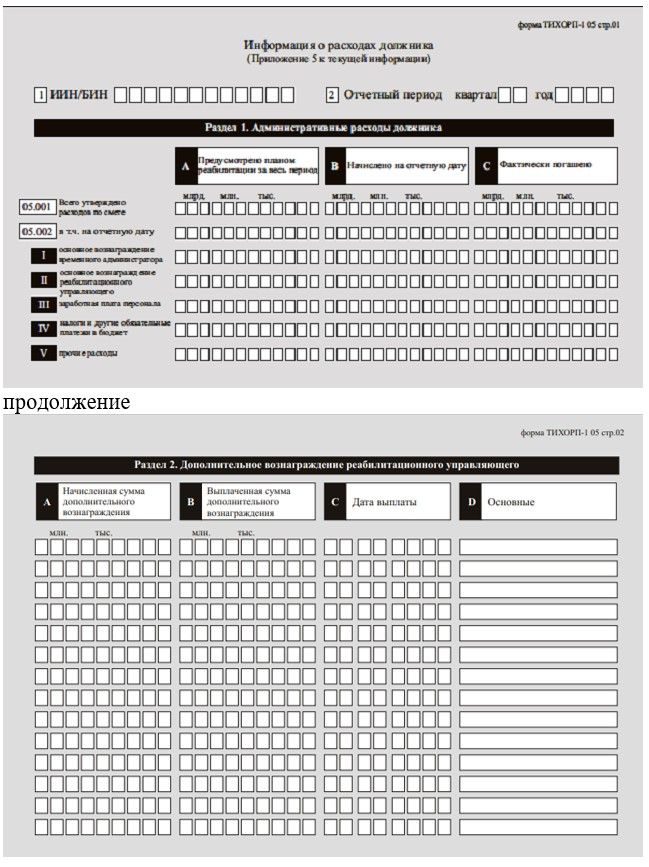 форма ТИХОРП-1 05 стр.01
Информация о расходах должника
(Приложение 5 к текущей информации)
1 ИИН/БИН 2 Отчетный период квартал год
Раздел 1. Административные расходы должника
A Предусмотрено планом
реабилитации за весь период
B Начислено на отчетную дату
C Фактически погашено
млрд. млн. тыс. млрд. млн. тыс. млрд. млн. тыс.
05.001 Всего утверждено
расходов по смете
05.002 в т.ч. на отчетную дату
I основное вознаграждение
временного администратора
II основное вознаграждение
реабилитационного
управляющего
III заработная плата персонала
IV налоги и другие обязательные
платежи в бюджет
V прочие расходы
продолжение
форма ТИХОРП-1 05 стр.02
Раздел 2. Дополнительное вознаграждение реабилитационного управляющего
A Начисленная сумма
дополнительного
вознаграждения
B Выплаченная сумма
дополнительного
вознаграждения
C Дата выплаты
D Основные
млн. тыс. млн. тыс.